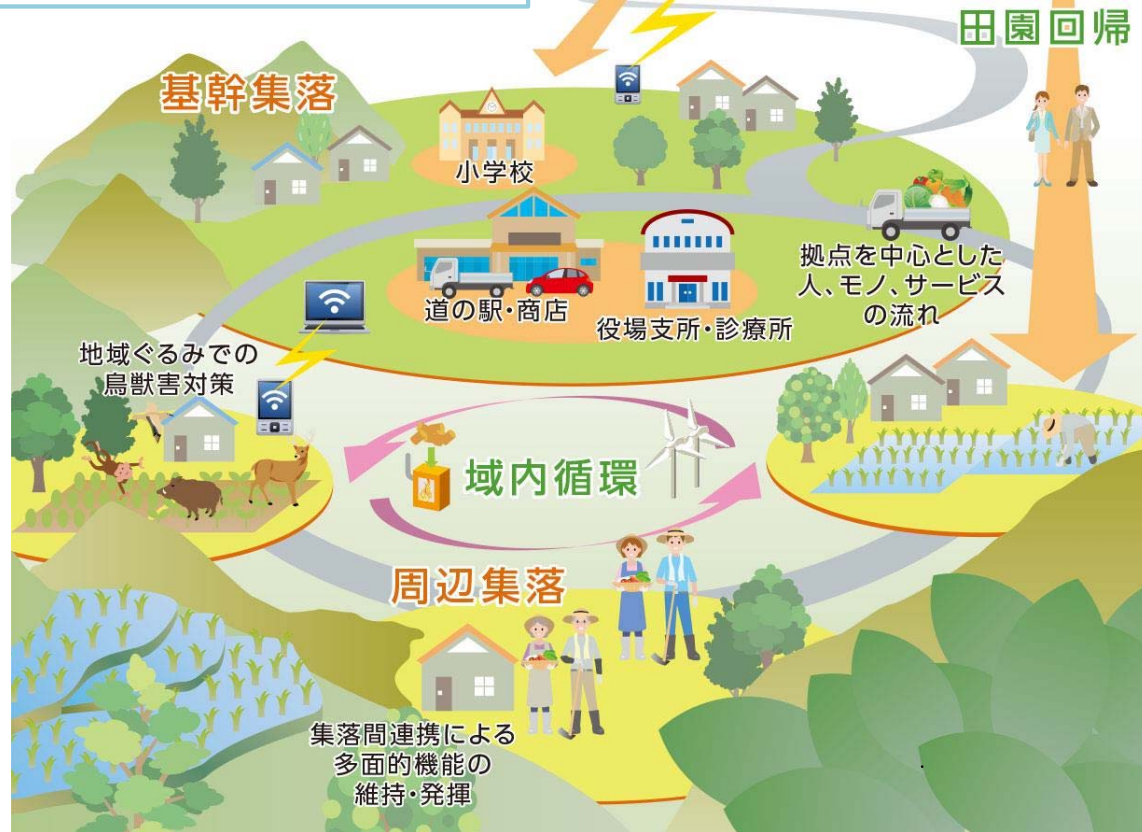 田園回帰
基幹集落
小学校
道の駅・商店
役場支所・診療所
拠点を中心とした
人、モノ、サービス
の流れ
地域ぐるみでの
鳥獣害対策
域内循環
周辺集落
集落間連携による
多面的機能の
維持・発揮